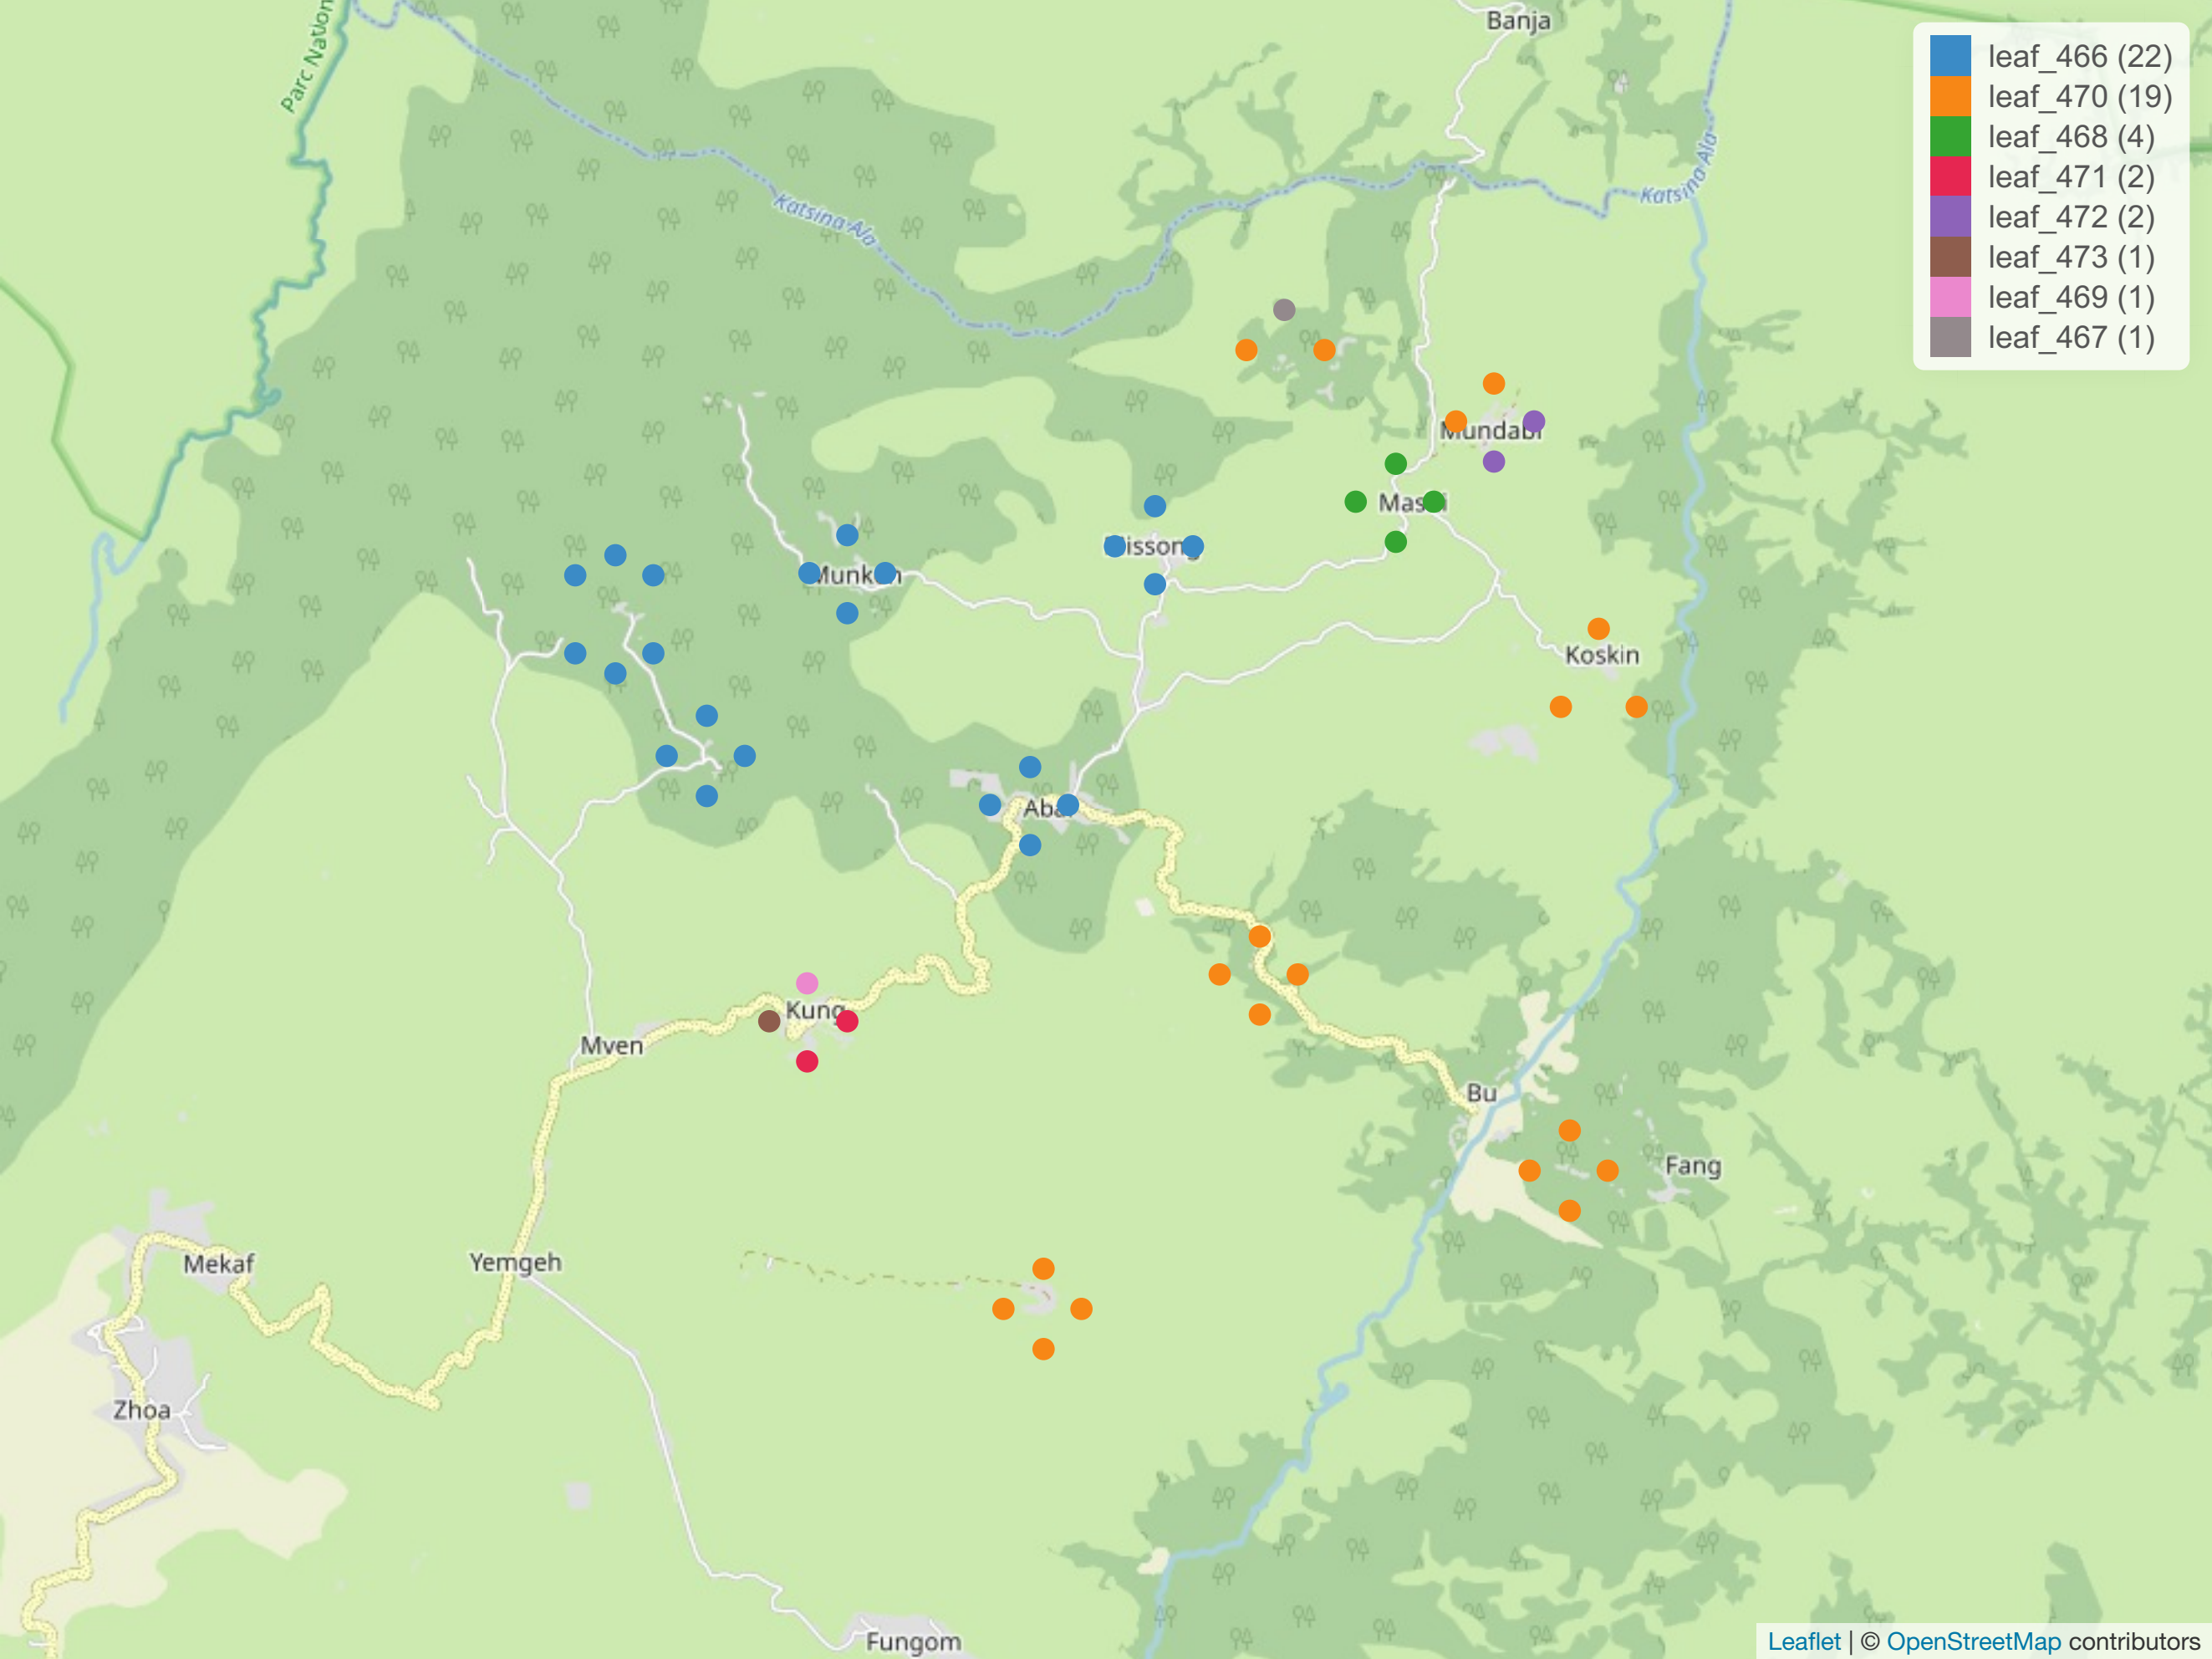 Banja
Parc Nation
leaf_466 (22)
leaf_470 (19)
leaf_468 (4)
leaf_471 (2)
leaf_472 (2)
leaf_473 (1)
leaf_469 (1)
leaf_467 (1)
Katsina Ala
Katsina-Ala
Mundabi
Koskin
Kung
Mven
Bu
Fang
Mekaf
Yemgeh
Zhoa
Fungom
Leaflet | © OpenStreetMap contributors